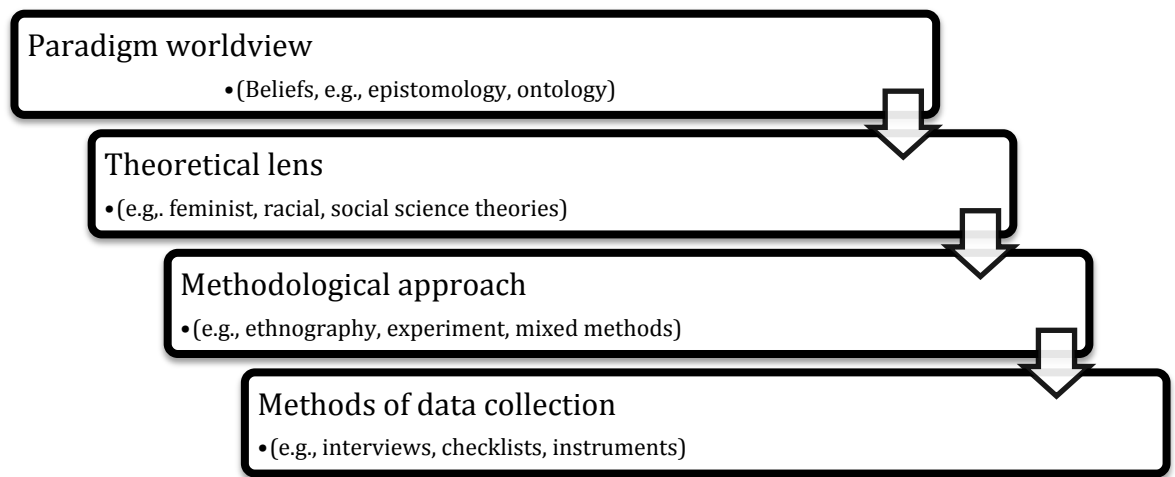 Paradigm worldview
•(Beliefs, e.g., epistomology, ontology)
Theoretical lens
•(e.g,. feminist, racial, social science theories)
Methodological approach
•(e.g., ethnography, experiment, mixed methods)
Methods of data collection
•(e.g., interviews, checklists, instruments)